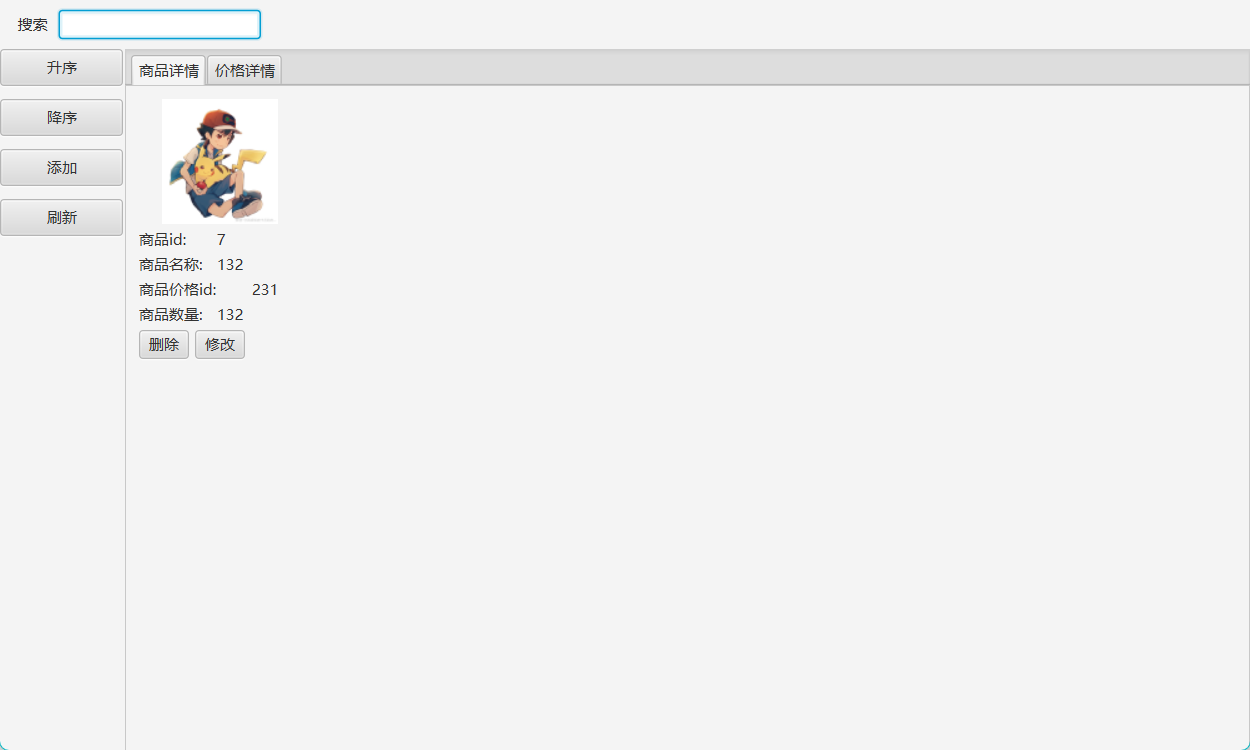 搜索
升序
降序
添加
刷新
商品详情 价格详情
商品id: 7
商品名称: 132
商品价格id: 231
商品数量: 132
删除 修改